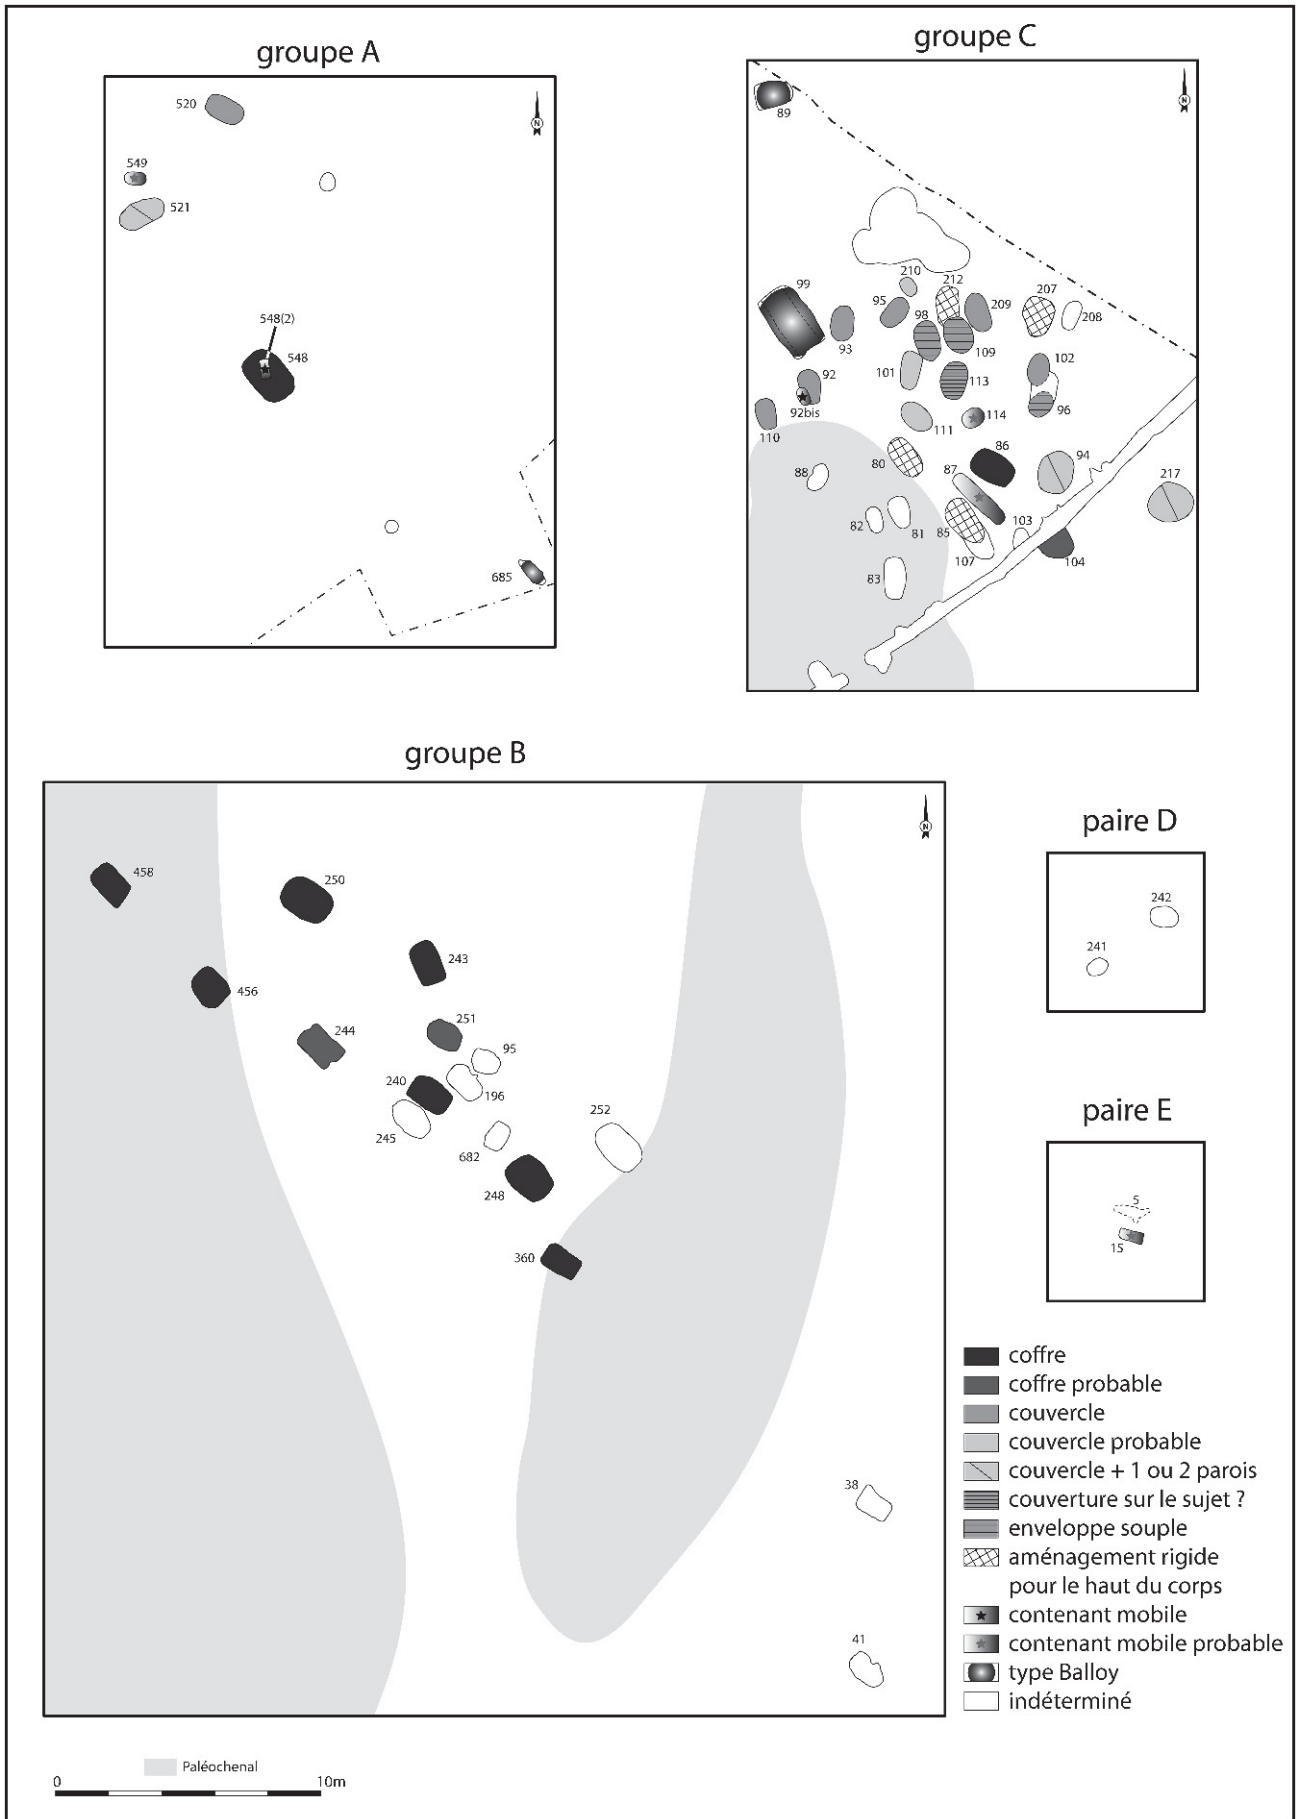 groupe A
520
N
549
521
548(2)
548
685
groupe C
N
89
99
210
212
207
95
209
208
98
93
109
102
101
92
113
92bis
96
114
110
111
86
80
87
94
88
217
82
81
85
103
107
104
83
groupe B
N
458
250
243
456
251
244
95
240
196
252
245
682
248
360
38
41
paire D
242
241
paire E
5
15
coffre
coffre probable
couvercle
couvercle probable
couvercle + 1 ou 2 parois
couverture sur le sujet ?
enveloppe souple
aménagement rigide
pour le haut du corps
contenant mobile
contenant mobile probable
type Balloy
indéterminé
Paléochenal
0 10m